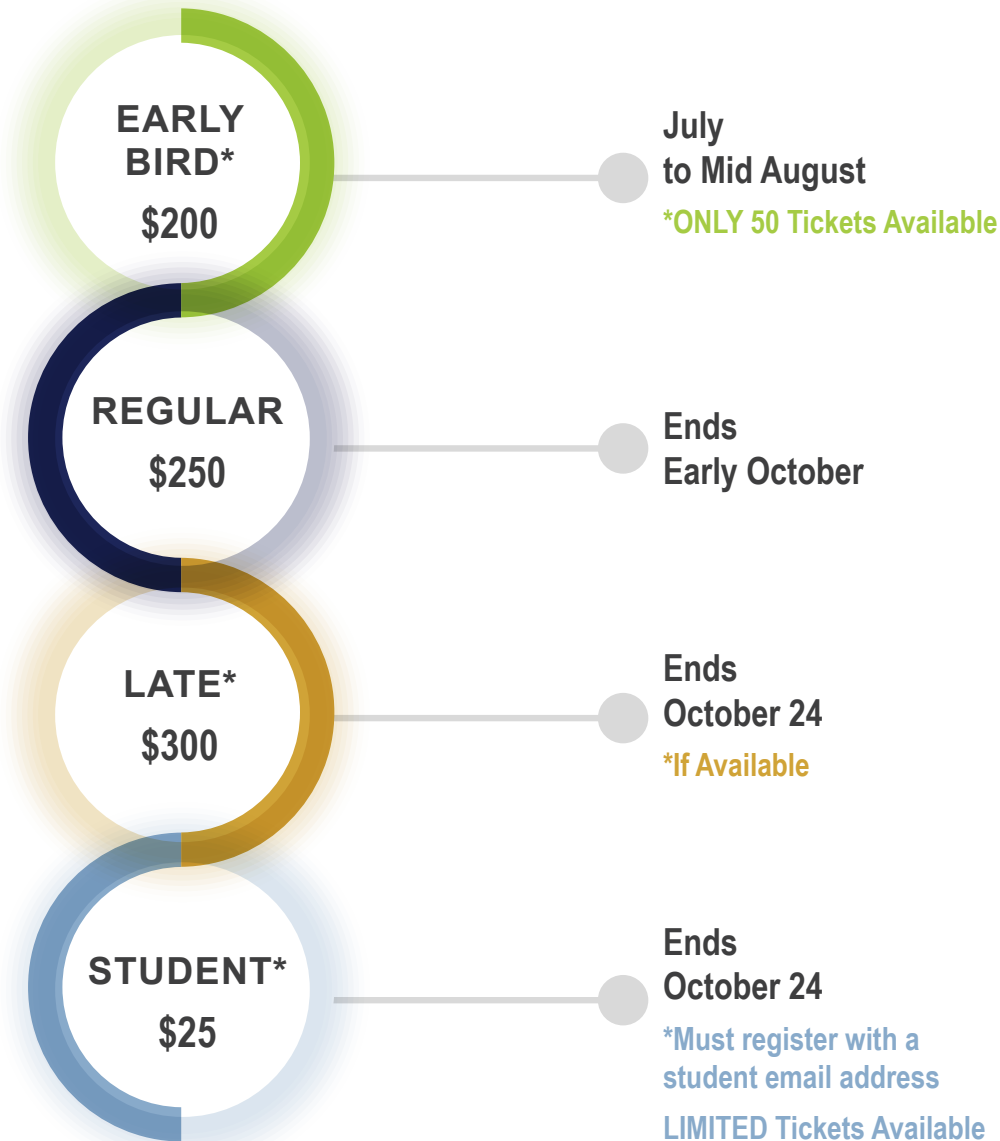 EARLY
BIRD*
$200
July
to Mid August
*ONLY 50 Tickets Available
REGULAR
$250
Ends
Early October
LATE*
$300
Ends
October 24
*If Available
STUDENT*
$25
Ends
October 24
*Must register with a
student email address
LIMITED Tickets Available